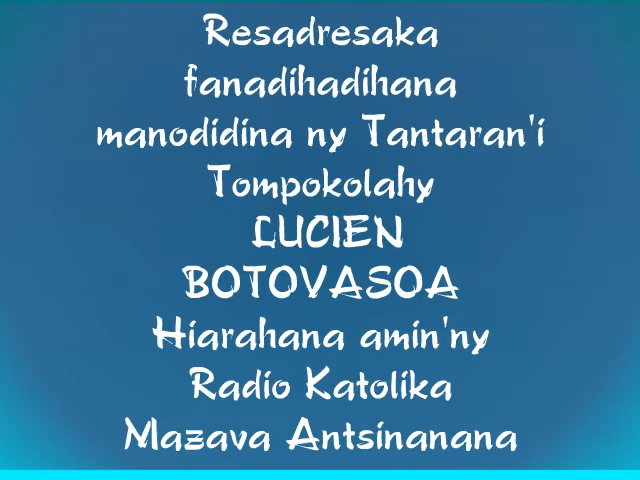 Resadresaka
fanadihadihana
manodidina ny Tantaran'i
Tompokolahy
LUCIEN
BOTOVASOA
Hiarahana amin'ny
Radio Katolika
Mazava Antsinanana